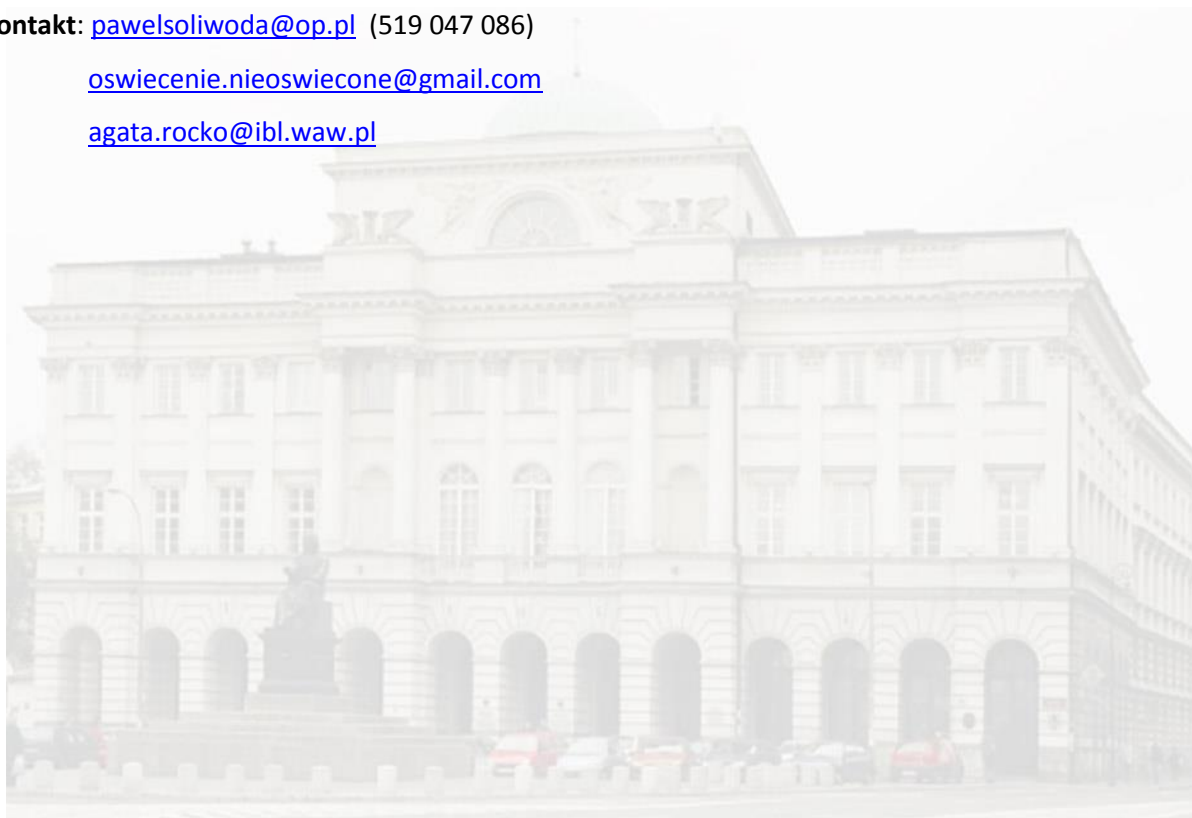 ontakt: pawelsoliwoda@op.pl (519 047 086)
oswiecenie.nieoswiecone@gmail.com
agata.rocko@ibl.waw.pl